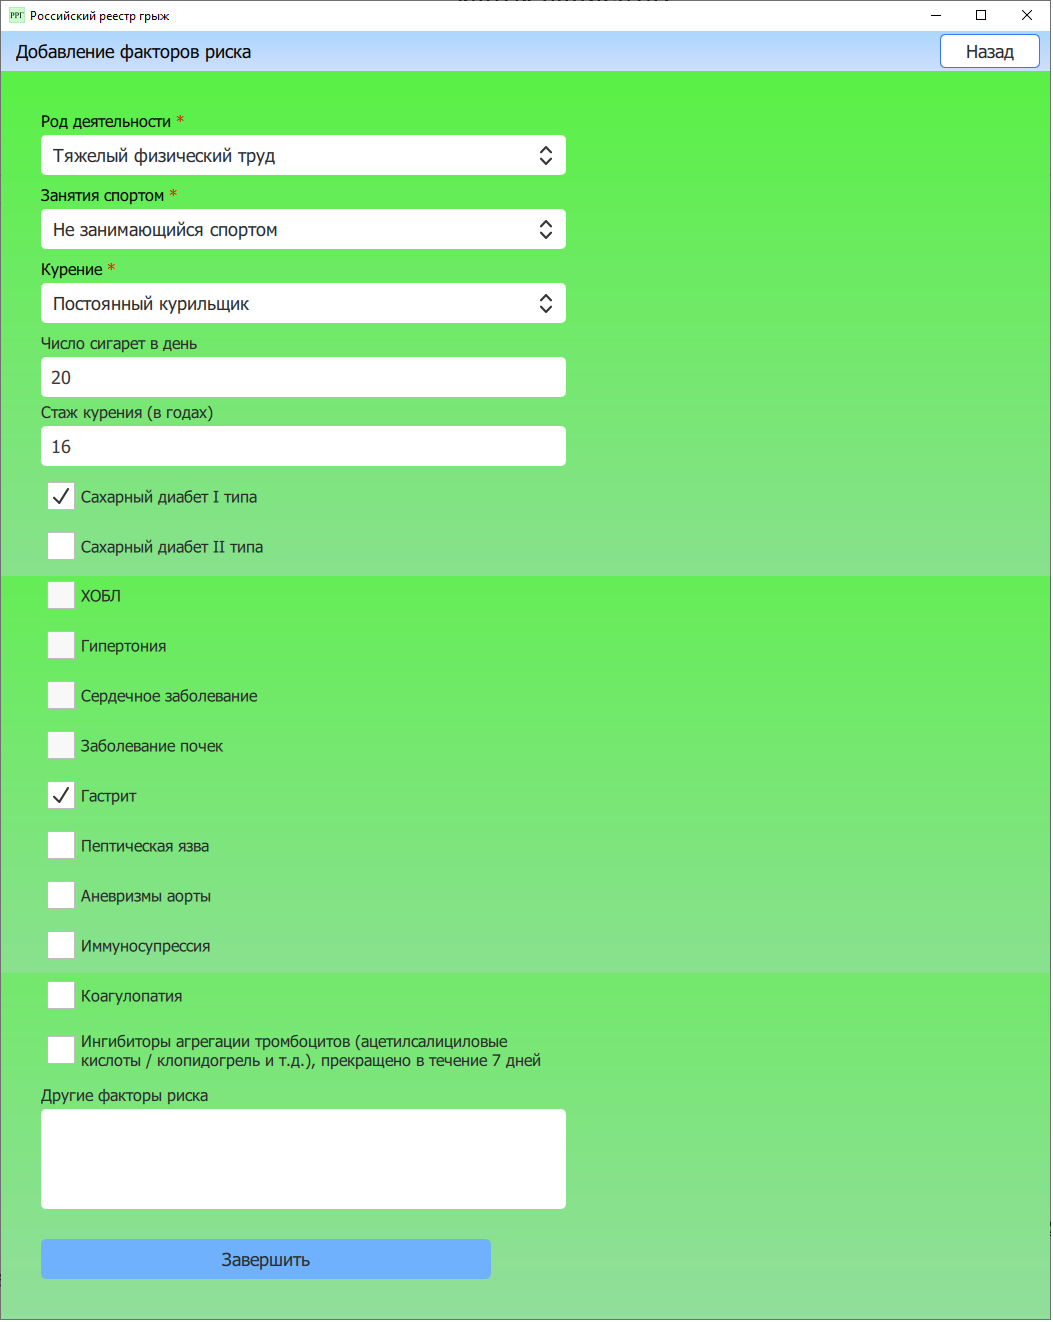 РРГ Российский реестр грыж
Добавление факторов риска
Назад
Род деятельности *
Тяжелый физический труд
Занятия спортом *
Не занимающийся спортом
Курение *
Постоянный курильщик
Число сигарет в день
20
Стаж курения (в годах)
16
Сахарный диабет I типа
Сахарный диабет II типа
ХОБЛ
Гипертония
Сердечное заболевание
Заболевание почек
Гастрит
Пептическая язва
Аневризмы аорты
Иммуносупрессия
Коагулопатия
Ингибиторы агрегации тромбоцитов (ацетилсалициловые
кислоты / клопидогрель и т.д.), прекращено в течение 7 дней
Другие факторы риска
Завершить